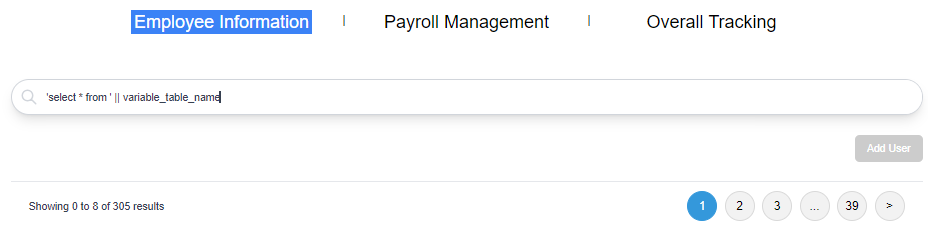 Employee Information | Payroll Management | Overall Tracking
'select * from ' || variable_table_name
Add User
Showing 0 to 8 of 305 results 1 2 3 ... 39 >